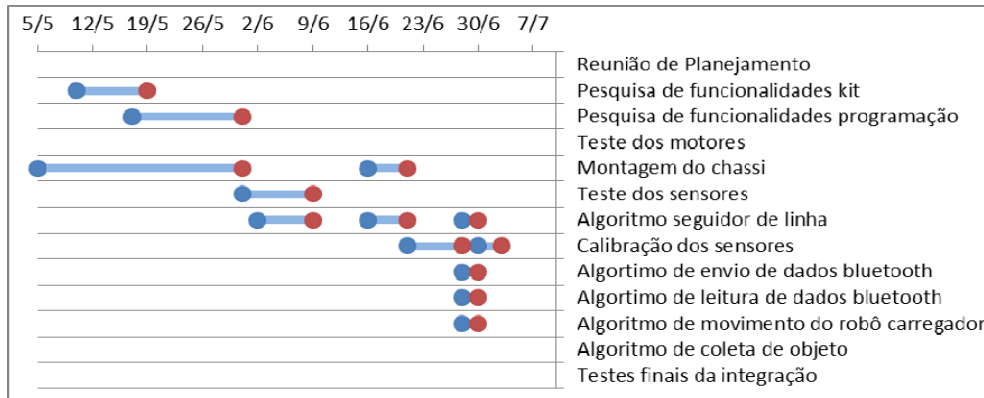 5/5 12/5 19/5 26/5 2/6 9/6 16/6 23/6 30/6 7/7
Reunião de Planejamento
Pesquisa de funcionalidades kit
Pesquisa de funcionalidades programação
Teste dos motores
Montagem do chassi
Teste dos sensores
Algoritmo seguidor de linha
Calibração dos sensores
Algortimo de envio de dados bluetooth
Algortimo de leitura de dados bluetooth
Algoritmo de movimento do robô carregador
Algoritmo de coleta de objeto
Testes finais da integração